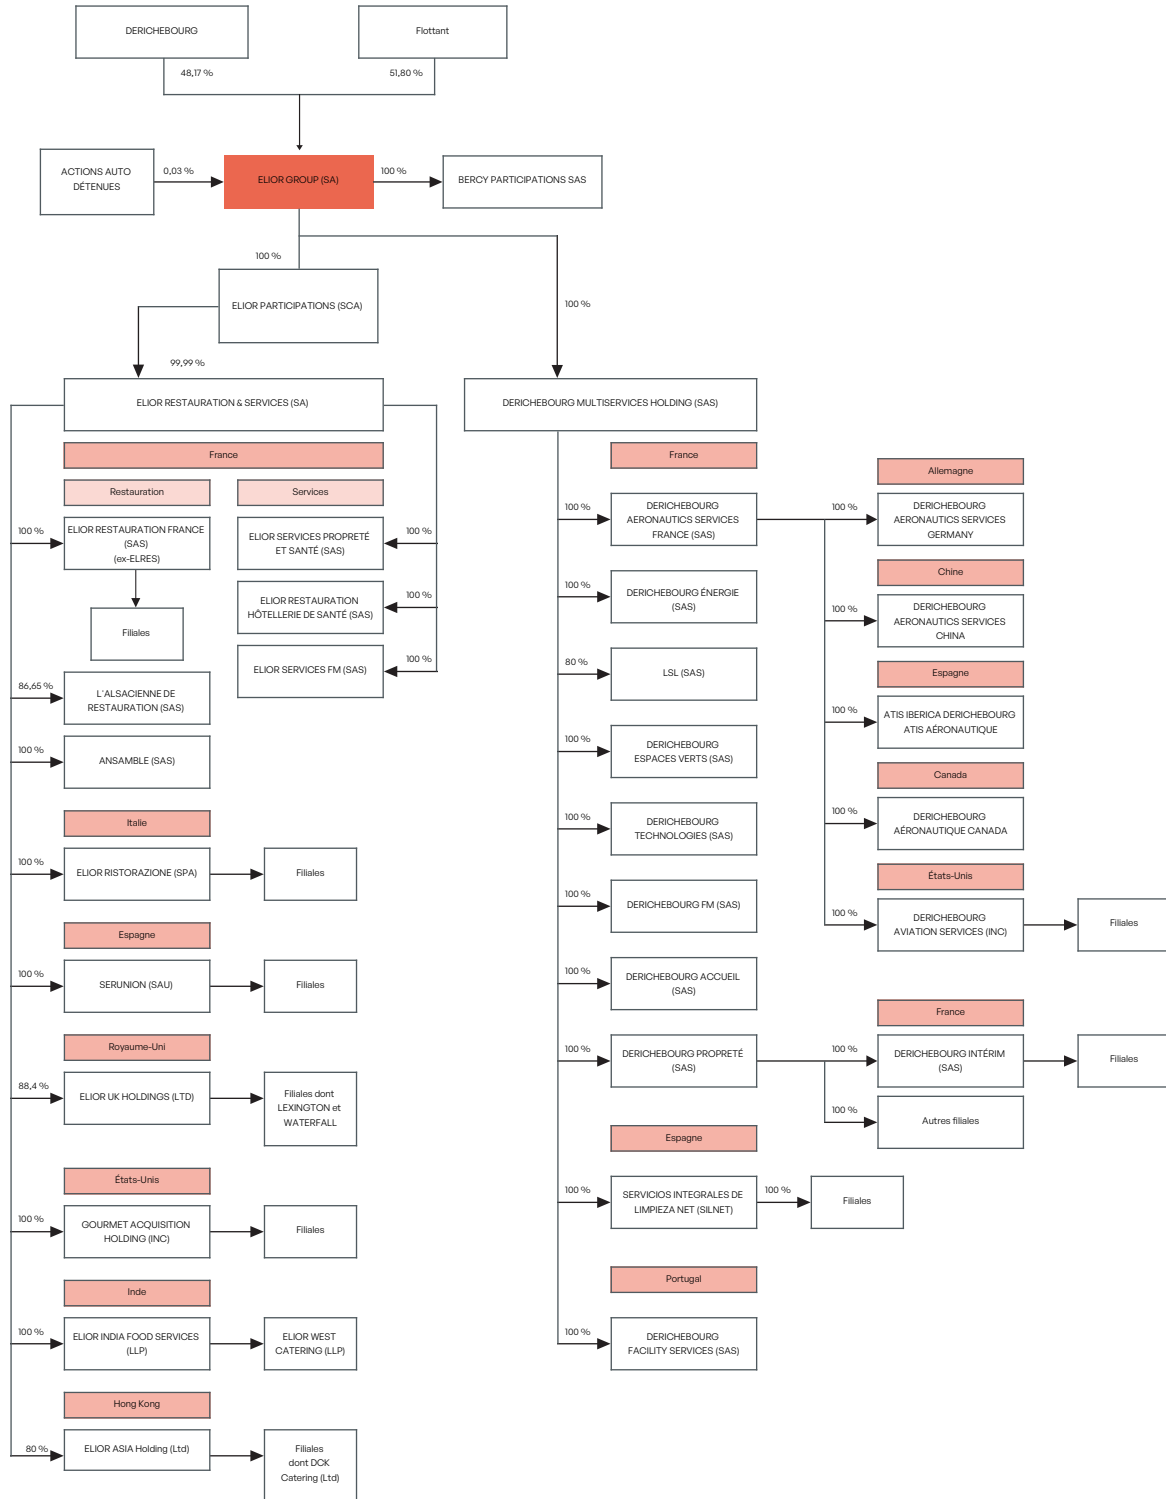 DERICHEBOURG
Flottant
48,17 %
51,80 %
ACTIONS AUTO
DÉTENUES
0,03 %
ELIOR GROUP (SA)
100 %
BERCY PARTICIPATIONS SAS
100 %
ELIOR PARTICIPATIONS (SCA)
100 %
99,99 %
ELIOR RESTAURATION & SERVICES (SA)
France
Restauration
Services
100 %
ELIOR RESTAURATION FRANCE
(SAS)
(ex-ELRES)
Filiales
ELIOR SERVICES PROPRETÉ
ET SANTÉ (SAS)
100 %
ELIOR RESTAURATION
HÔTELLERIE DE SANTÉ (SAS)
100 %
ELIOR SERVICES FM (SAS)
100 %
86,65 %
L'ALSACIENNE DE
RESTAURATION (SAS)
100 %
ANSAMBLE (SAS)
Italie
100 %
ELIOR RISTORAZIONE (SPA)
Filiales
Espagne
100 %
SERUNION (SAU)
Filiales
Royaume-Uni
88,4 %
ELIOR UK HOLDINGS (LTD)
Filiales dont
LEXINGTON et
WATERFALL
États-Unis
100 %
GOURMET ACQUISITION
HOLDING (INC)
Filiales
Inde
100 %
ELIOR INDIA FOOD SERVICES
(LLP)
ELIOR WEST
CATERING (LLP)
Hong Kong
80 %
ELIOR ASIA Holding (Ltd)
Filiales
dont DCK
Catering (Ltd)
DERICHEBOURG MULTISERVICES HOLDING (SAS)
France
100 %
DERICHEBOURG
AERONAUTICS SERVICES
FRANCE (SAS)
100 %
DERICHEBOURG ÉNERGIE
(SAS)
80 %
LSL (SAS)
100 %
DERICHEBOURG
ESPACES VERTS (SAS)
100 %
DERICHEBOURG
TECHNOLOGIES (SAS)
100 %
DERICHEBOURG FM (SAS)
100 %
DERICHEBOURG ACCUEIL
(SAS)
100 %
DERICHEBOURG PROPRETÉ
(SAS)
Espagne
100 %
SERVICIOS INTEGRALES DE
LIMPIEZA NET (SILNET)
100 %
Filiales
Portugal
100 %
DERICHEBOURG
FACILITY SERVICES (SAS)
Allemagne
100 %
DERICHEBOURG
AERONAUTICS SERVICES
GERMANY
Chine
100 %
DERICHEBOURG
AERONAUTICS SERVICES
CHINA
Espagne
100 %
ATIS IBERICA DERICHEBOURG
ATIS AÉRONAUTIQUE
Canada
100 %
DERICHEBOURG
AÉRONAUTIQUE CANADA
États-Unis
100 %
DERICHEBOURG
AVIATION SERVICES (INC)
Filiales
France
100 %
DERICHEBOURG INTÉRIM
(SAS)
Filiales
100 %
Autres filiales